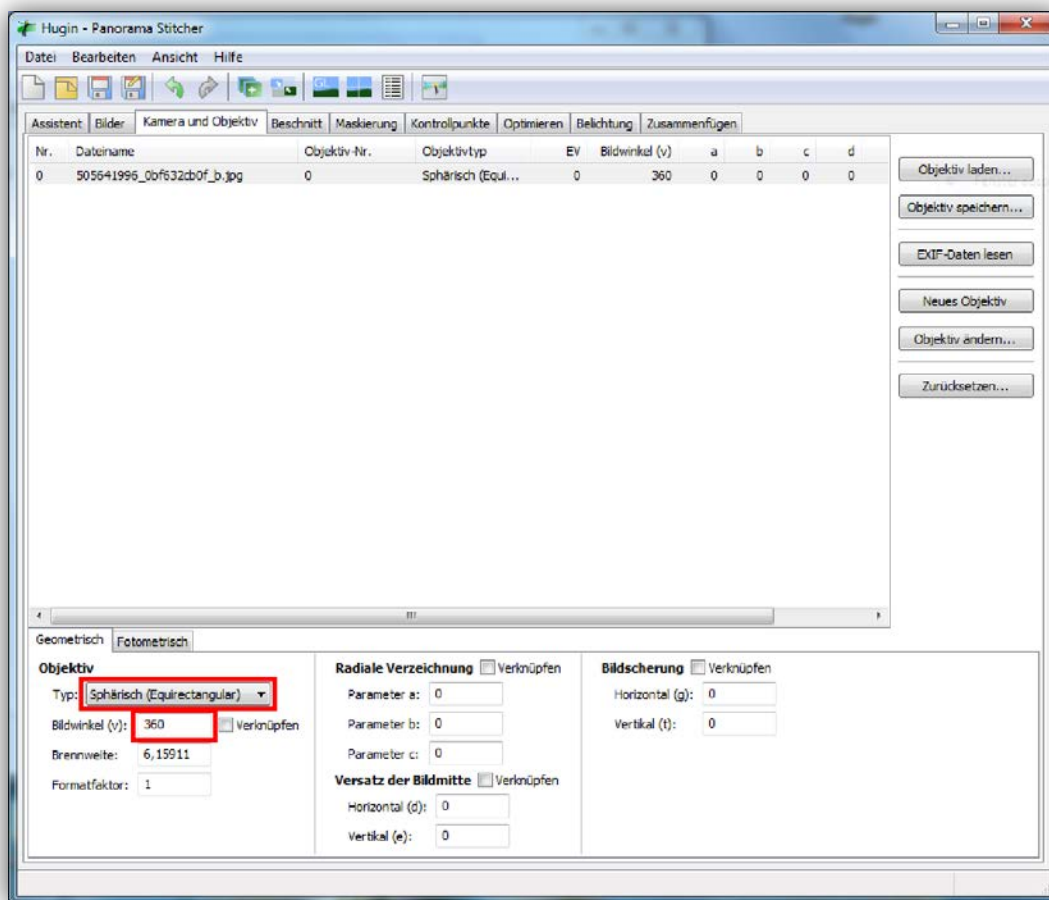 Hugin - Panorama Stitcher
Datei Bearbeiten Ansicht Hilfe
GL
Assistent Bilder Kamera und Objektiv Beschnitt Maskierung Kontrollpunkte Optimieren Belichtung Zusammenfügen
Nr. Dateiname Objektiv-Nr. Objektivtyp EV Bildwinkel (v) a b c d
0 505641996_0bf632cb0f_b.jpg 0 Sphärisch (Equi... 0 360 0 0 0 0
Objektiv laden...
Objektiv speichern...
EXIF-Daten lesen
Neues Objektiv
Objektiv ändern...
Zurücksetzen...
Geometrisch Fotometrisch
Objektiv
Typ: Sphärisch (Equirectangular)
Bildwinkel (v): 360 Verknüpfen
Brennweite: 6,15911
Formatfaktor: 1
Radiale Verzeichnung Verknüpfen
Parameter a: 0
Parameter b: 0
Parameter c: 0
Versatz der Bildmitte Verknüpfen
Horizontal (d): 0
Vertikal (e): 0
Bildscherung Verknüpfen
Horizontal (g): 0
Vertikal (t): 0